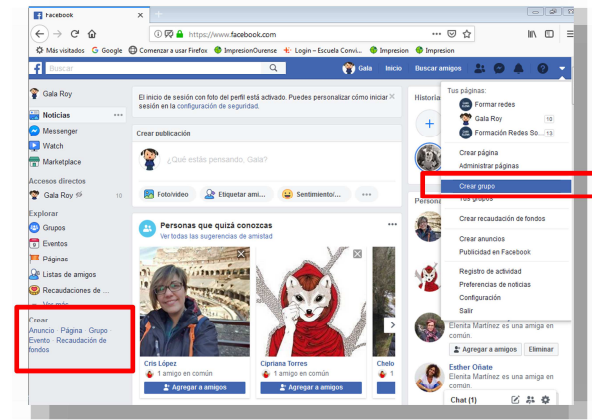 Facebook
https://www.facebook.com
Más visitados
Google
Comenzar a usar Firefox
ImpresionOurense
Login – Escuela Convi...
Impresion
Impresion
Buscar
Gala
Inicio
Buscar amigos
Gala Roy
Noticias
Messenger
Watch
Marketplace
Accesos directos
Gala Roy
10
Explorar
Grupos
Eventos
Páginas
Listas de amigos
Recaudaciones de ...
Ver más...
Crear
Anuncio · Página · Grupo ·
Evento · Recaudación de
fondos
El inicio de sesión con foto del perfil está activado. Puedes personalizar cómo iniciar
sesión en la configuración de seguridad.
Crear publicación
¿Qué estás pensando, Gala?
Foto/video
Etiquetar ami...
Sentimiento/...
Personas que quizá conozcas
Ver todas las sugerencias de amistad
Cris López
1 amigo en común
Agregar a amigos
Cipriana Torres
1 amigo en común
Agregar a amigos
Chelo
1
Historia
Persona
Tus páginas:
Formar redes
Gala Roy
10
Formación Redes So...
13
Crear página
Administrar páginas
Crear grupo
Tus grupos
Crear recaudación de fondos
Crear anuncios
Publicidad en Facebook
Registro de actividad
Preferencias de noticias
Configuración
Salir
Elenita Martínez es una amiga en
común.
Agregar a amigos
Eliminar
Esther Oñate
Elenita Martínez es una amiga en
común.
Chat (1)